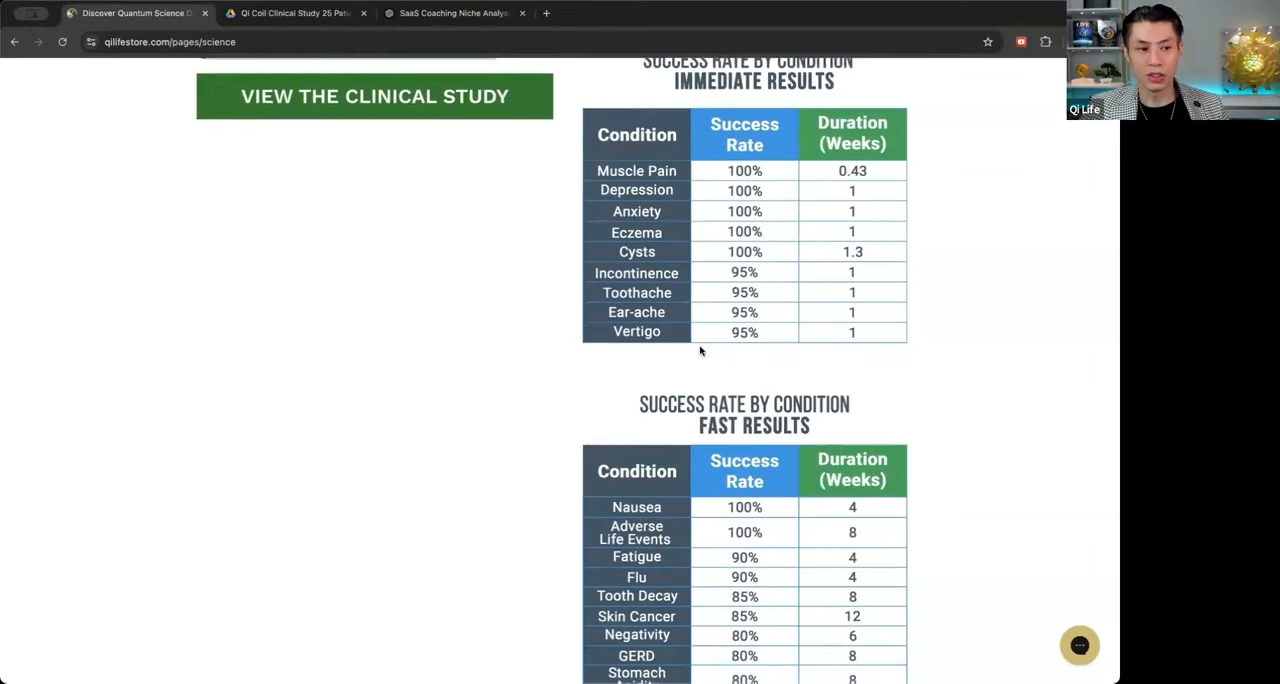 Discover Quantum Science D
Qi Coil Clinical Study 25 Patie
SaaS Coaching Niche Analys
qilifestore.com/pages/science
Qi Life
VIEW THE CLINICAL STUDY
SUCCESS RATE BY CONDITION
IMMEDIATE RESULTS
Condition Success Rate Duration (Weeks)
Muscle Pain 100% 0.43
Depression 100% 1
Anxiety 100% 1
Eczema 100% 1
Cysts 100% 1.3
Incontinence 95% 1
Toothache 95% 1
Ear-ache 95% 1
Vertigo 95% 1
SUCCESS RATE BY CONDITION
FAST RESULTS
Condition Success Rate Duration (Weeks)
Nausea 100% 4
Adverse Life Events 100% 8
Fatigue 90% 4
Flu 90% 4
Tooth Decay 85% 8
Skin Cancer 85% 12
Negativity 80% 6
GERD 80% 8
Stomach 80% 8